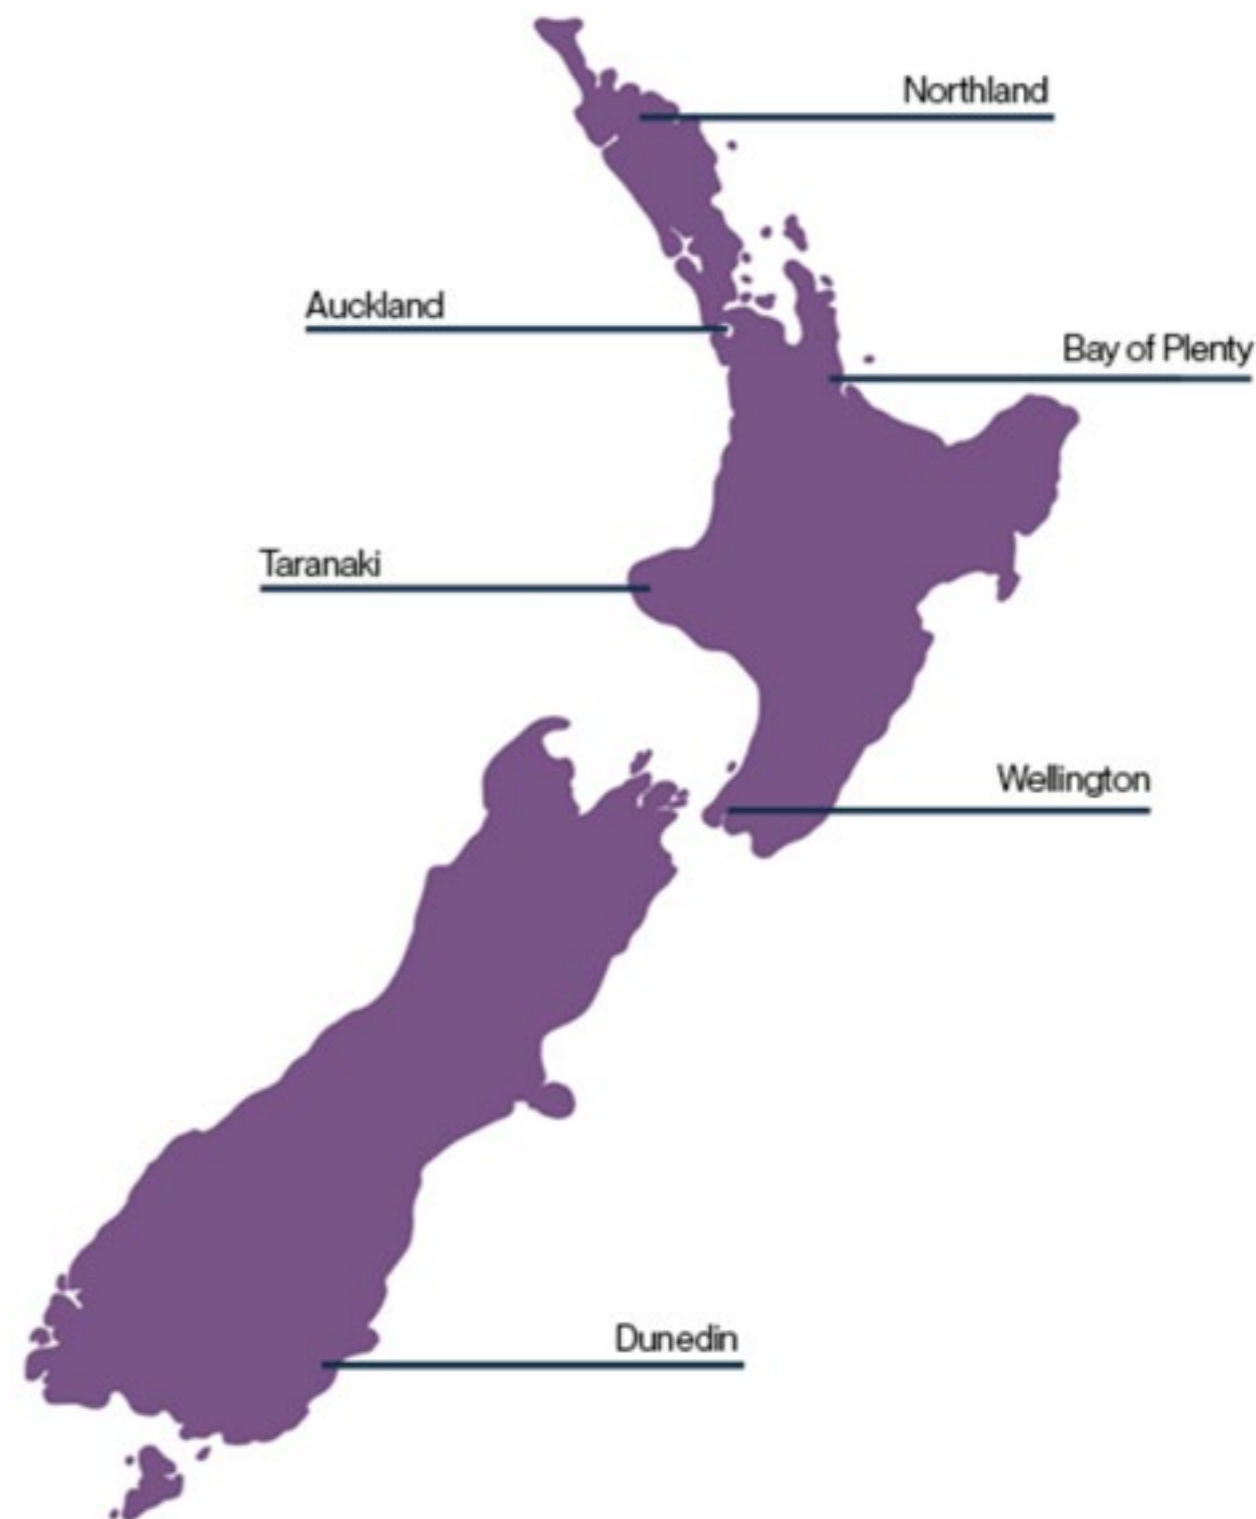 Northland
Auckland
Bay of Plenty
Taranaki
Wellington
Dunedin